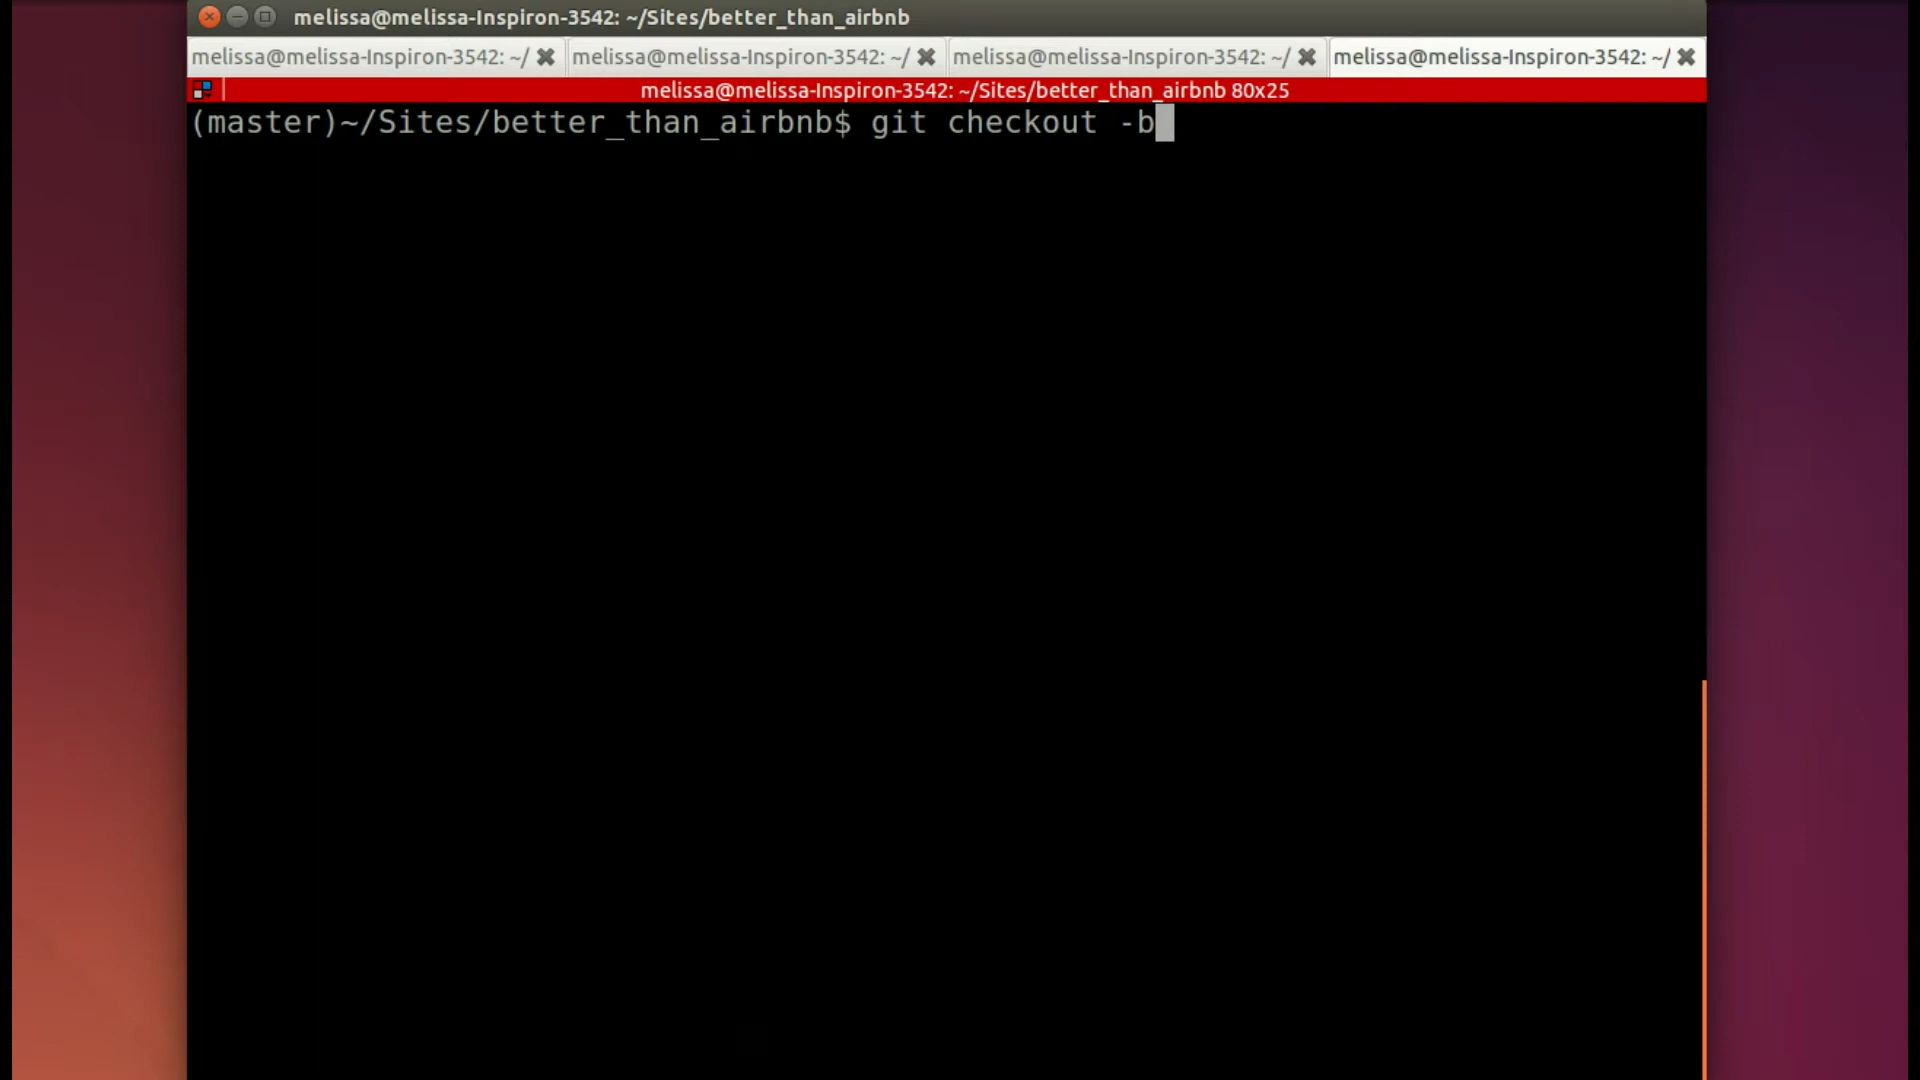 melissa@melissa-Inspiron-3542: ~/Sites/better_than_airbnb
melissa@melissa-Inspiron-3542: ~/ melissa@melissa-Inspiron-3542: ~/ melissa@melissa-Inspiron-3542: ~/ melissa@melissa-Inspiron-3542: ~/
melissa@melissa-Inspiron-3542: ~/Sites/better_than_airbnb 80x25
(master)~/Sites/better_than_airbnb$ git checkout -b